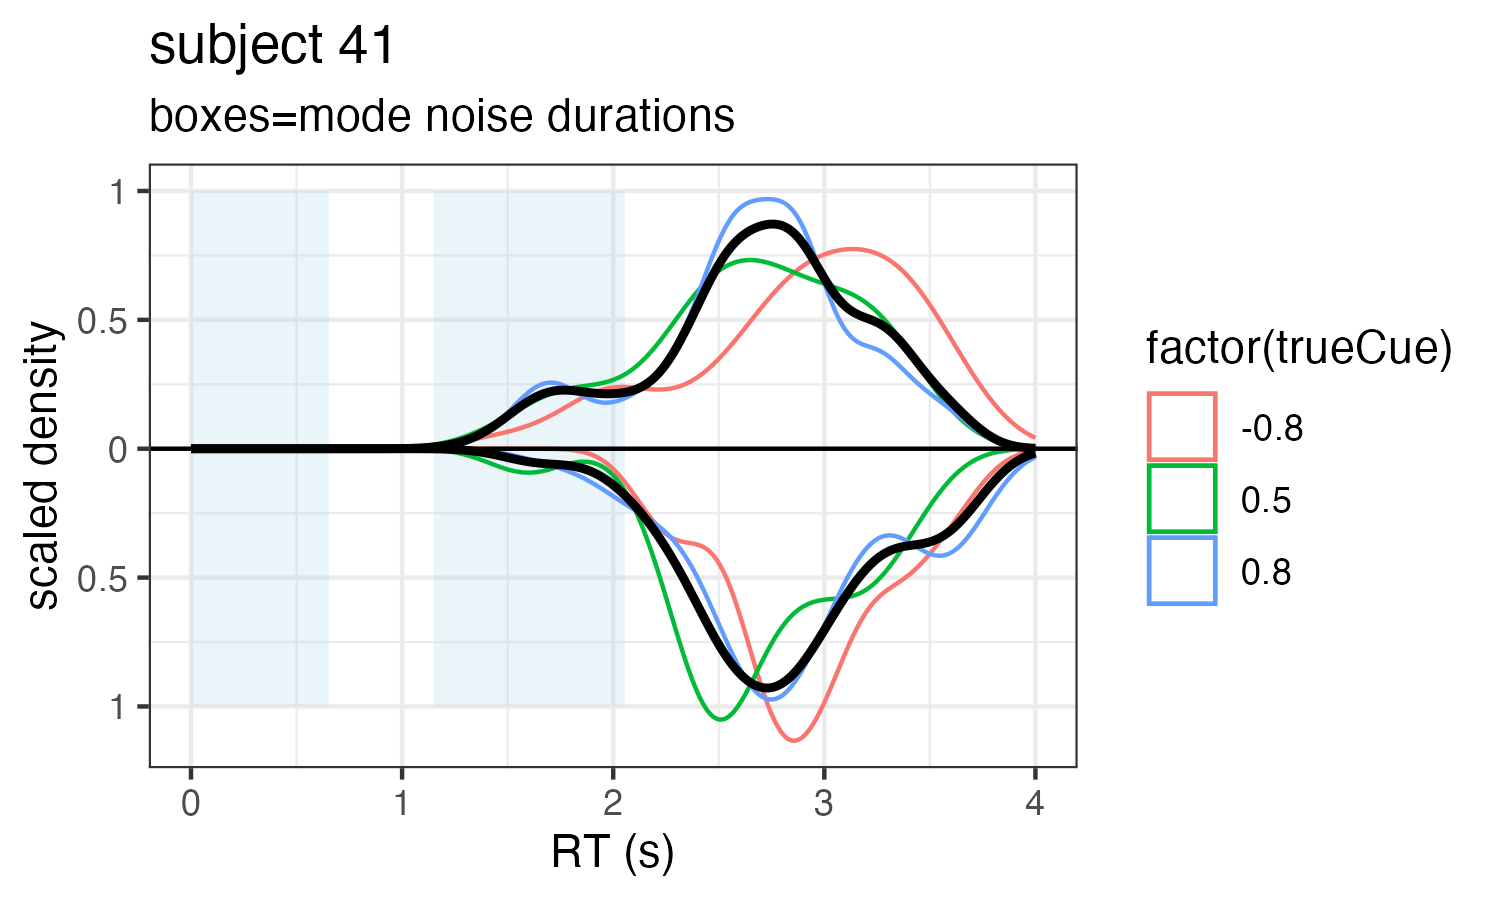 subject 41
boxes=mode noise durations
1
0.5
0
0.5
1
scaled density
0 1 2 3 4
RT (s)
factor(trueCue)
-0.8
0.5
0.8